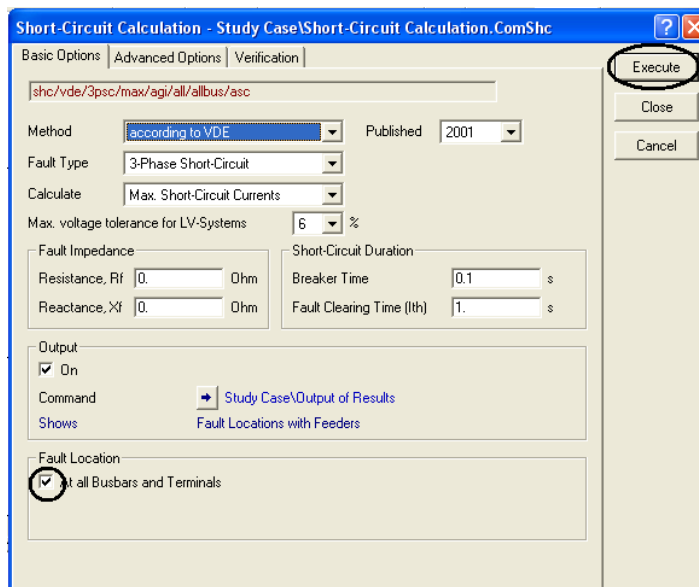 Short-Circuit Calculation - Study Case\Short-Circuit Calculation.ComShc ? X
Basic Options Advanced Options Verification
Execute
shc/vde/3psc/max/agi/all/allbus/asc
Close
Method according to VDE Published 2001
Cancel
Fault Type 3-Phase Short-Circuit
Calculate Max. Short-Circuit Currents
Max. voltage tolerance for LV-Systems 6 %
Fault Impedance Short-Circuit Duration
Resistance, Rf 0. Ohm Breaker Time 0.1 s
Reactance, Xf 0. Ohm Fault Clearing Time (Ith) 1. s
Output
On
Command Study Case\Output of Results
Shows Fault Locations with Feeders
Fault Location
At all Busbars and Terminals